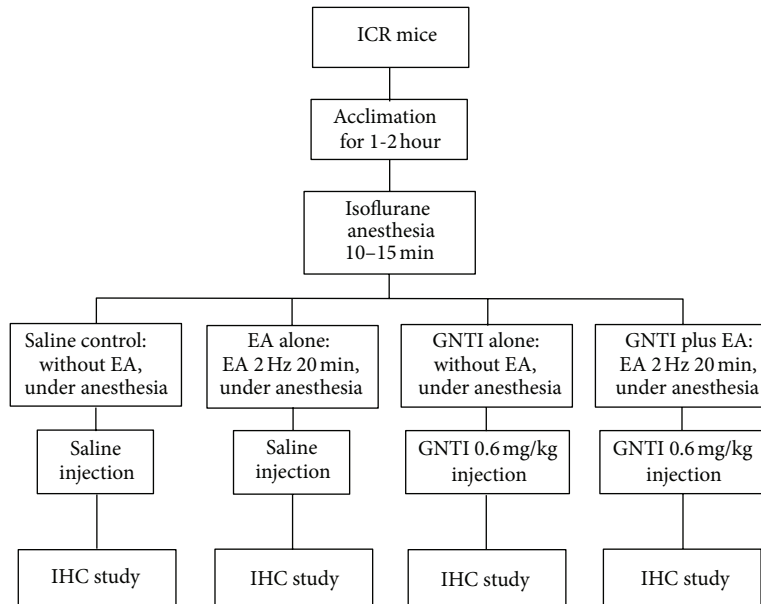 ICR mice
Acclimation
for 1-2 hour
Isoflurane
anesthesia
10–15 min
Saline control:
without EA,
under anesthesia
EA alone:
EA 2 Hz 20 min,
under anesthesia
GNTI alone:
without EA,
under anesthesia
GNTI plus EA:
EA 2 Hz 20 min,
under anesthesia
Saline
injection
Saline
injection
GNTI 0.6 mg/kg
injection
GNTI 0.6 mg/kg
injection
IHC study
IHC study
IHC study
IHC study